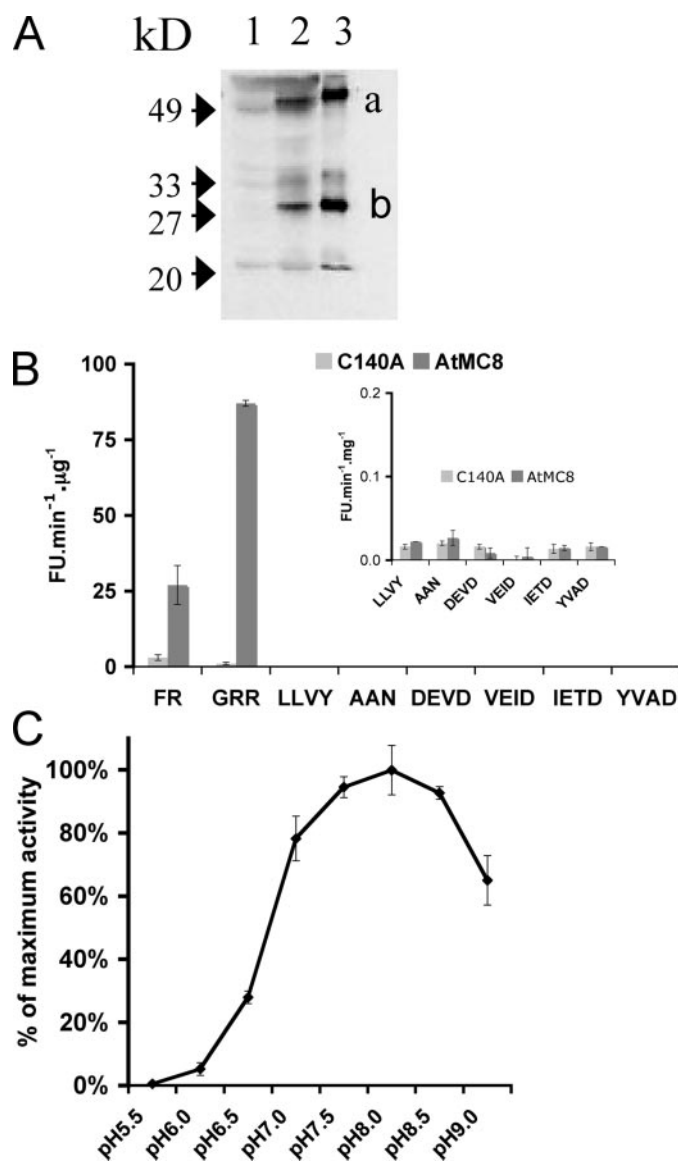 A
kD 1 2 3
49
a
33
27
b
20
B
C140A AtMC8
FU.min⁻¹.µg⁻¹
100
75
50
25
0
FR GRR LLVY AAN DEVD VEID IETD YVAD
FU.min⁻¹.mg⁻¹
0.2
0.1
0.0
C140A AtMC8
LLVY AAN DEVD VEID IETD YVAD
C
% of maximum activity
100%
80%
60%
40%
20%
0%
pH5.5 pH6.0 pH6.5 pH7.0 pH7.5 pH8.0 pH8.5 pH9.0